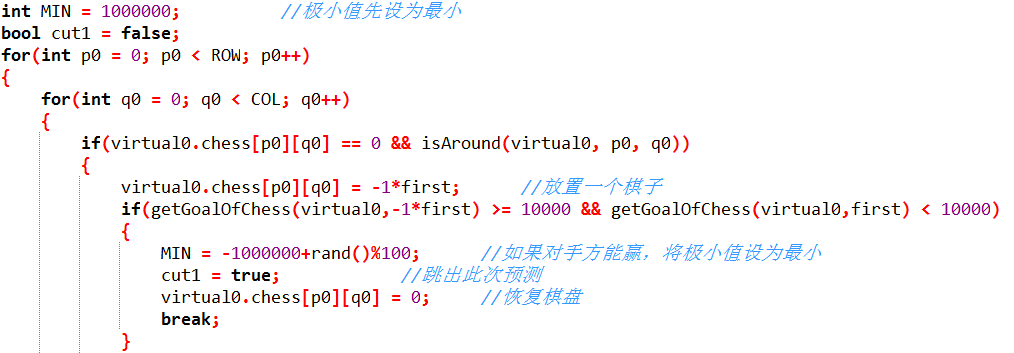 int MIN = 1000000;          //极小值先设为最小
bool cut1 = false;
for(int p0 = 0; p0 < ROW; p0++)
{
    for(int q0 = 0; q0 < COL; q0++)
    {
        if(virtual0.chess[p0][q0] == 0 && isAround(virtual0, p0, q0))
        {
            virtual0.chess[p0][q0] = -1*first;      //放置一个棋子
            if(getGoalOfChess(virtual0,-1*first) >= 10000 && getGoalOfChess(virtual0,first) < 10000)
            {
                MIN = -1000000+rand()%100;      //如果对手方能赢，将极小值设为最小
                cut1 = true;            //跳出此次预测
                virtual0.chess[p0][q0] = 0;     //恢复棋盘
                break;
            }